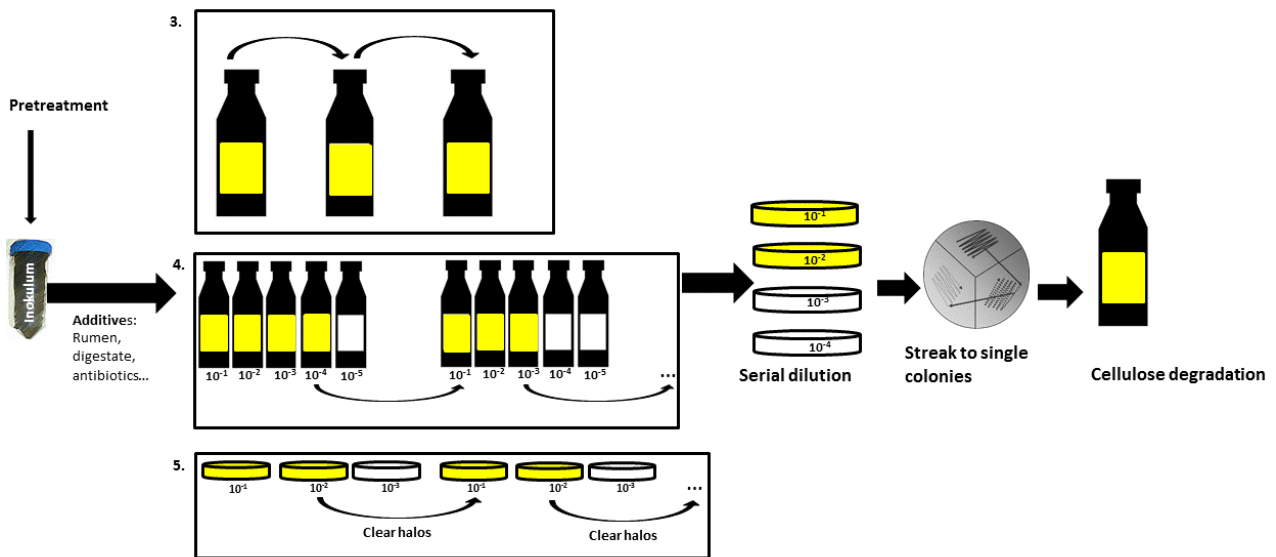 3.
Pretreatment
Inokulum
Additives:
Rumen,
digestate,
antibiotics...
4.
10⁻¹ 10⁻² 10⁻³ 10⁻⁴ 10⁻⁵
10⁻¹ 10⁻² 10⁻³ 10⁻⁴ 10⁻⁵
...
5.
10⁻¹ 10⁻² 10⁻³ 10⁻¹ 10⁻² 10⁻³
...
Clear halos
Clear halos
10⁻¹
10⁻²
10⁻³
10⁻⁴
Serial dilution
Streak to single
colonies
Cellulose degradation